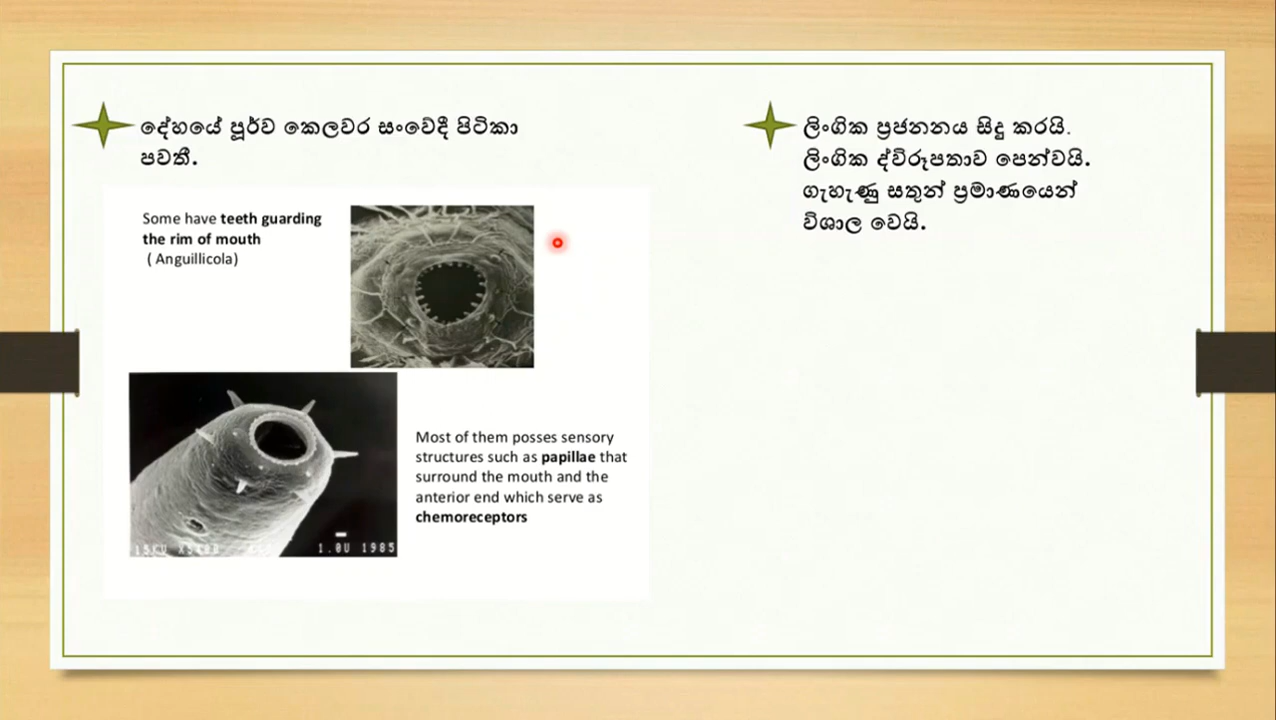 දේහයේ පූර්ව කෙලවර සංවේදී පිටිකා
පවතී.
Some have teeth guarding
the rim of mouth
( Anguillicola)
Most of them posses sensory
structures such as papillae that
surround the mouth and the
anterior end which serve as
chemoreceptors
15KU
1.0U 1985
ලිංගික ප්‍රජනනය සිදු කරයි.
ලිංගික ද්විරූපතාව පෙන්වයි.
ගැහැණු සතුන් ප්‍රමාණයෙන්
විශාල වෙයි.